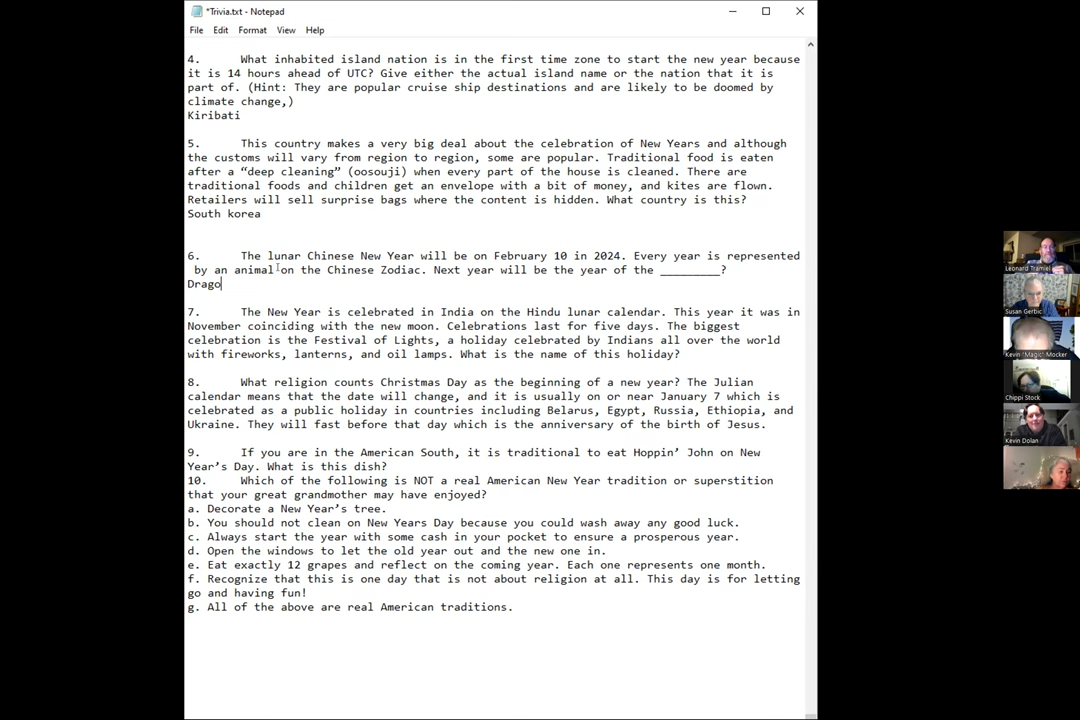 *Trivia.txt - Notepad
File Edit Format View Help
4. What inhabited island nation is in the first time zone to start the new year because
it is 14 hours ahead of UTC? Give either the actual island name or the nation that it is
part of. (Hint: They are popular cruise ship destinations and are likely to be doomed by
climate change,)
Kiribati
5. This country makes a very big deal about the celebration of New Years and although
the customs will vary from region to region, some are popular. Traditional food is eaten
after a “deep cleaning” (oosouji) when every part of the house is cleaned. There are
traditional foods and children get an envelope with a bit of money, and kites are flown.
Retailers will sell surprise bags where the content is hidden. What country is this?
South korea
6. The lunar Chinese New Year will be on February 10 in 2024. Every year is represented
by an animal on the Chinese Zodiac. Next year will be the year of the _________?
Drago
7. The New Year is celebrated in India on the Hindu lunar calendar. This year it was in
November coinciding with the new moon. Celebrations last for five days. The biggest
celebration is the Festival of Lights, a holiday celebrated by Indians all over the world
with fireworks, lanterns, and oil lamps. What is the name of this holiday?
8. What religion counts Christmas Day as the beginning of a new year? The Julian
calendar means that the date will change, and it is usually on or near January 7 which is
celebrated as a public holiday in countries including Belarus, Egypt, Russia, Ethiopia, and
Ukraine. They will fast before that day which is the anniversary of the birth of Jesus.
9. If you are in the American South, it is traditional to eat Hoppin’ John on New
Year’s Day. What is this dish?
10. Which of the following is NOT a real American New Year tradition or superstition
that your great grandmother may have enjoyed?
a. Decorate a New Year’s tree.
b. You should not clean on New Years Day because you could wash away any good luck.
c. Always start the year with some cash in your pocket to ensure a prosperous year.
d. Open the windows to let the old year out and the new one in.
e. Eat exactly 12 grapes and reflect on the coming year. Each one represents one month.
f. Recognize that this is one day that is not about religion at all. This day is for letting
go and having fun!
g. All of the above are real American traditions.
Leonard Tramiel
Susan Gerbic
Kevin "Magic" Mocker
Chippi Stock
Kevin Dolan